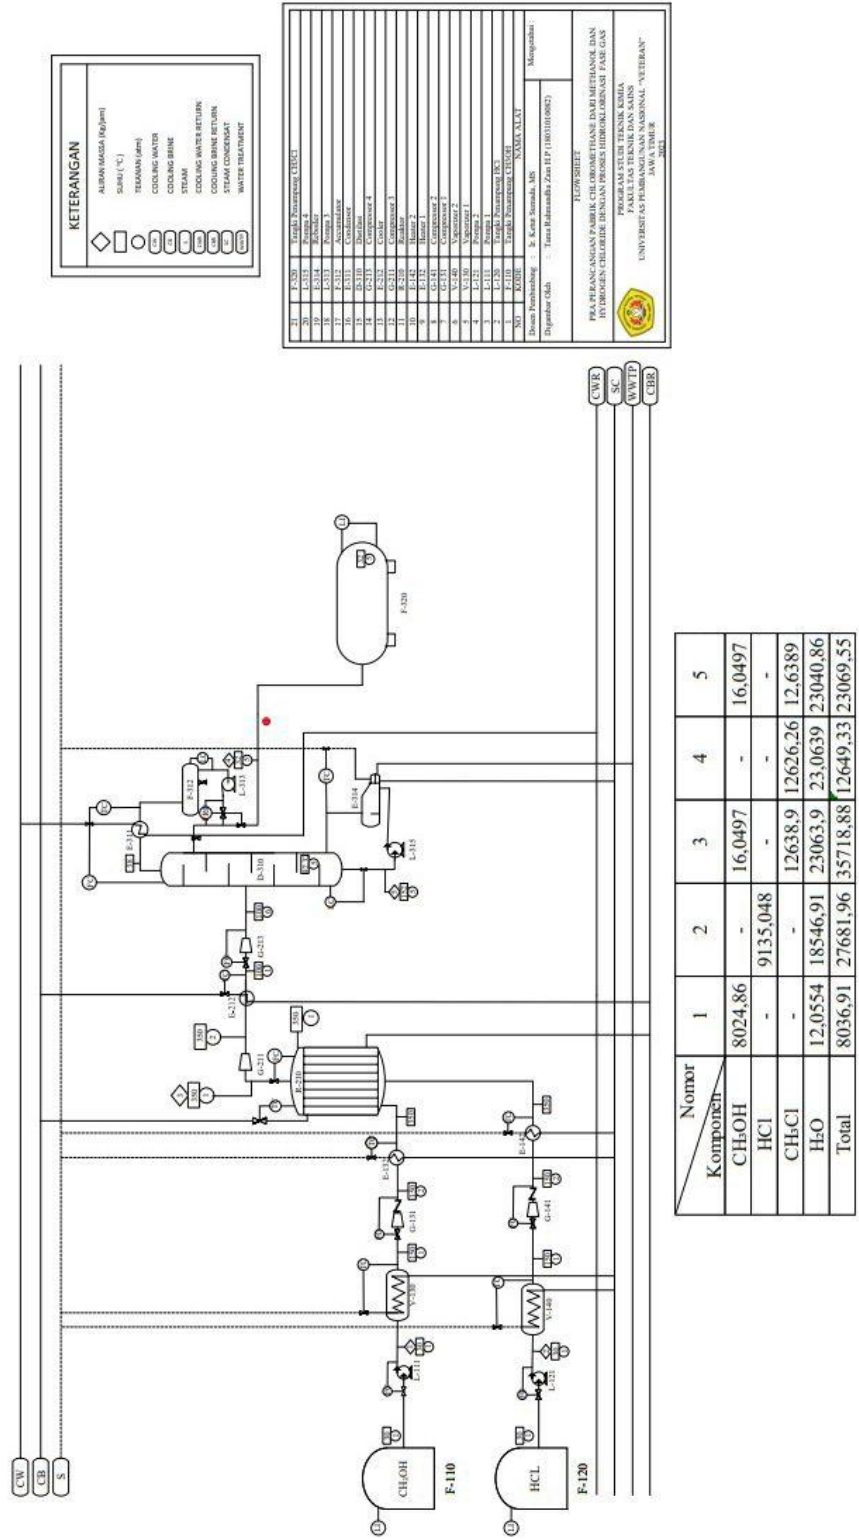 KETERANGAN
ALIRAN MASSA (Kg/jam)
SUHU ( °C )
TEKANAN (atm)
COOLING WATER
COOLING BRINE
STEAM
COOLING WATER RETURN
COOLING BRINE RETURN
STEAM CONDENSAT
WATER TREATMENT
21 F-320 Tangki Penampung CH3Cl
20 L-315 Pompa 4
19 E-314 Reboiler
18 L-313 Pompa 3
17 F-312 Accumulator
16 E-311 Condensor
15 D-310 Distilasi
14 G-213 Compressor 4
13 E-212 Cooler
12 G-211 Compressor 3
11 R-210 Reaktor
10 E-142 Heater 2
9 E-132 Heater 1
8 G-141 Compressor 2
7 G-131 Compressor 1
6 V-140 Vaporizer 2
5 V-130 Vaporizer 1
4 L-121 Pompa 2
3 L-111 Pompa 1
2 L-120 Tangki Penampung HCl
1 F-110 Tangki Penampung CH3OH
NO KODE NAMA ALAT
Dosen Pembimbing : Ir. Ketut Sumada, MS
Mengetahui :
Digambar Oleh :
FLOWSHEET
PRA PERANCANGAN PABRIK CHLOROMETHANE DARI METHANOL DAN
HYDROGEN CHLORIDE DENGAN PROSES HIDROKLORINASI FASE GAS
PROGRAM STUDI TEKNIK KIMIA
FAKULTAS TEKNIK DAN SAINS
UNIVERSITAS PEMBANGUNAN NASIONAL "VETERAN"
JAWA TIMUR
2023
CW
CB
S
CH₃OH
F-110
HCL
F-120
L-111
L-121
V-130
V-140
G-131
G-141
E-132
E-142
R-210
G-211
E-212
G-213
D-310
E-311
F-312
L-313
E-314
L-315
F-320
CWR
SC
WWTP
CBR
Nomor 1 2 3 4 5
Komponen
CH₃OH 8024,86 - 16,0497 - 16,0497
HCl - 9135,048 - - -
CH₃Cl - - 12638,9 12626,26 12,6389
H₂O 12,0554 18546,91 23063,9 23,0639 23040,86
Total 8036,91 27681,96 35718,88 12649,33 23069,55